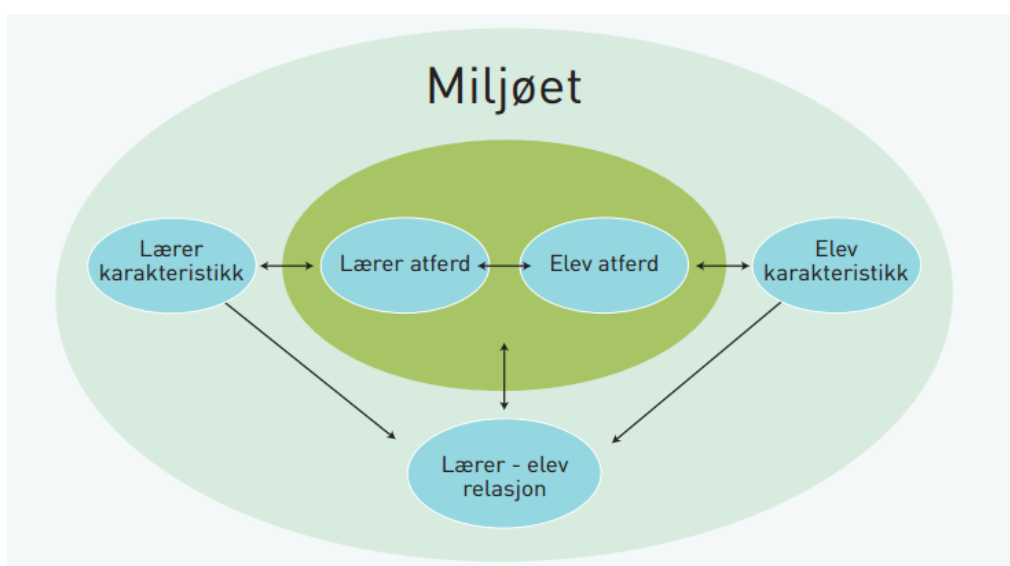 Miljøet
Lærer
karakteristikk
Lærer atferd
Elev atferd
Elev
karakteristikk
Lærer - elev
relasjon